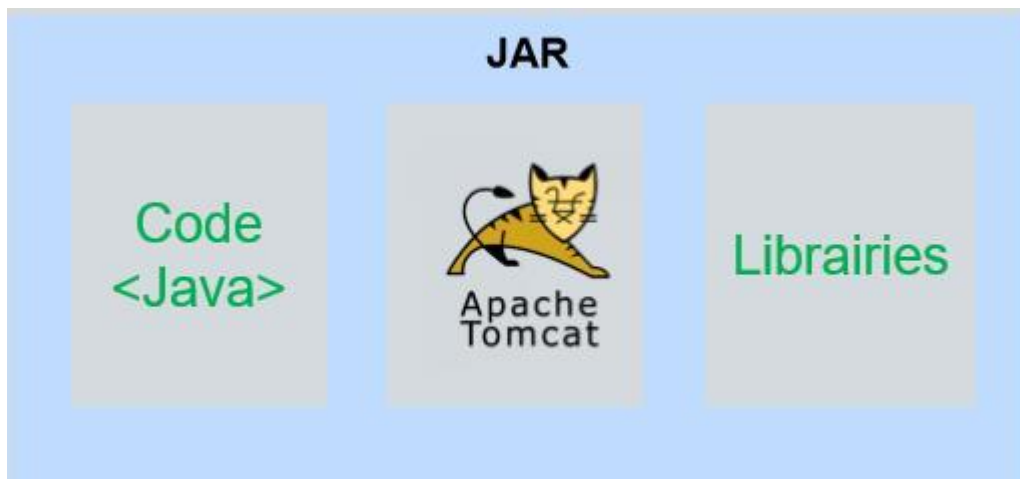 JAR
Code
<Java>
Apache
Tomcat
Librairies